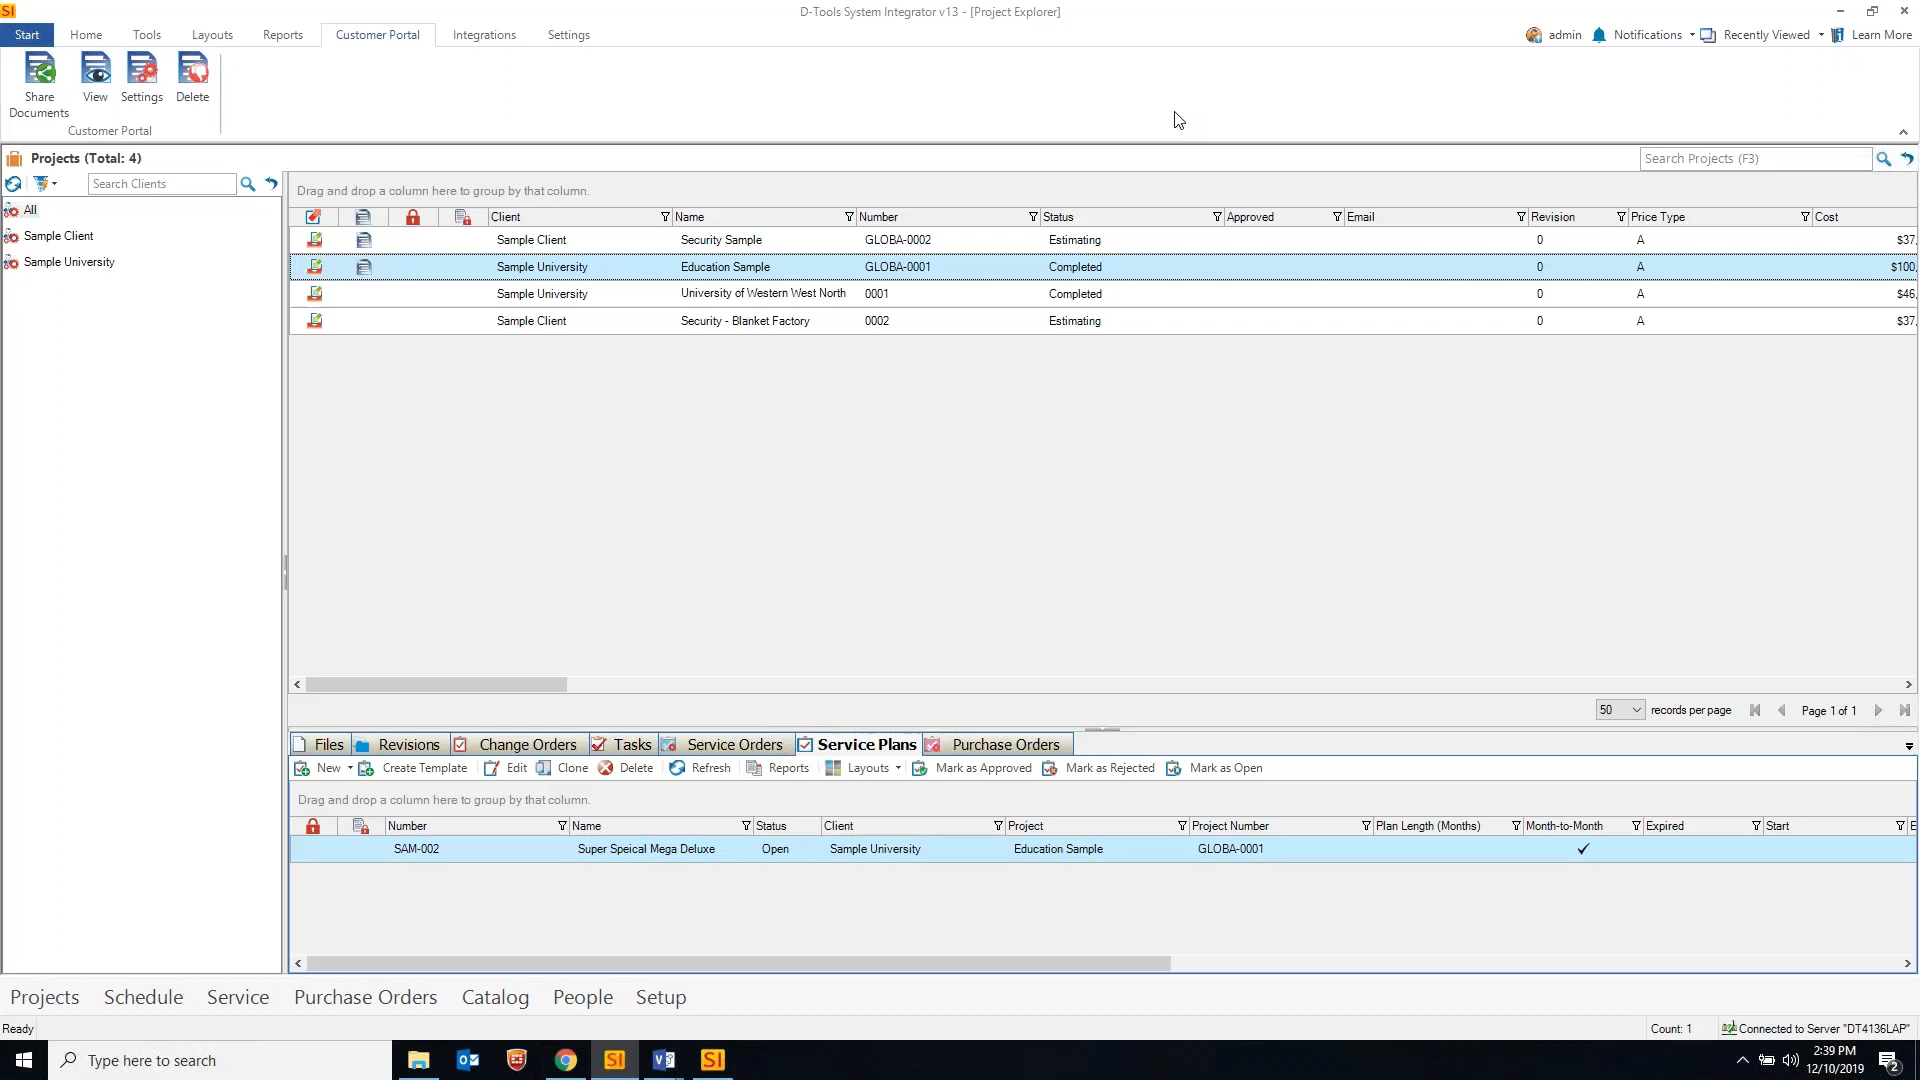 SI
D-Tools System Integrator v13 - [Project Explorer]
Start Home Tools Layouts Reports Customer Portal Integrations Settings
admin Notifications Recently Viewed Learn More
Share Documents View Settings Delete
Customer Portal
Projects (Total: 4)
Search Projects (F3)
Search Clients
Drag and drop a column here to group by that column.
All
Sample Client
Sample University
Client Name Number Status Approved Email Revision Price Type Cost
Sample Client Security Sample GLOBA-0002 Estimating 0 A $37,
Sample University Education Sample GLOBA-0001 Completed 0 A $100,
Sample University University of Western West North 0001 Completed 0 A $46,
Sample Client Security - Blanket Factory 0002 Estimating 0 A $37,
50 records per page Page 1 of 1
Files Revisions Change Orders Tasks Service Orders Service Plans Purchase Orders
New Create Template Edit Clone Delete Refresh Reports Layouts Mark as Approved Mark as Rejected Mark as Open
Drag and drop a column here to group by that column.
Number Name Status Client Project Project Number Plan Length (Months) Month-to-Month Expired Start E
SAM-002 Super Speical Mega Deluxe Open Sample University Education Sample GLOBA-0001
Projects Schedule Service Purchase Orders Catalog People Setup
Ready
Count: 1 Connected to Server "DT4136LAP"
Type here to search
SI
SI
2:39 PM
12/10/2019
2